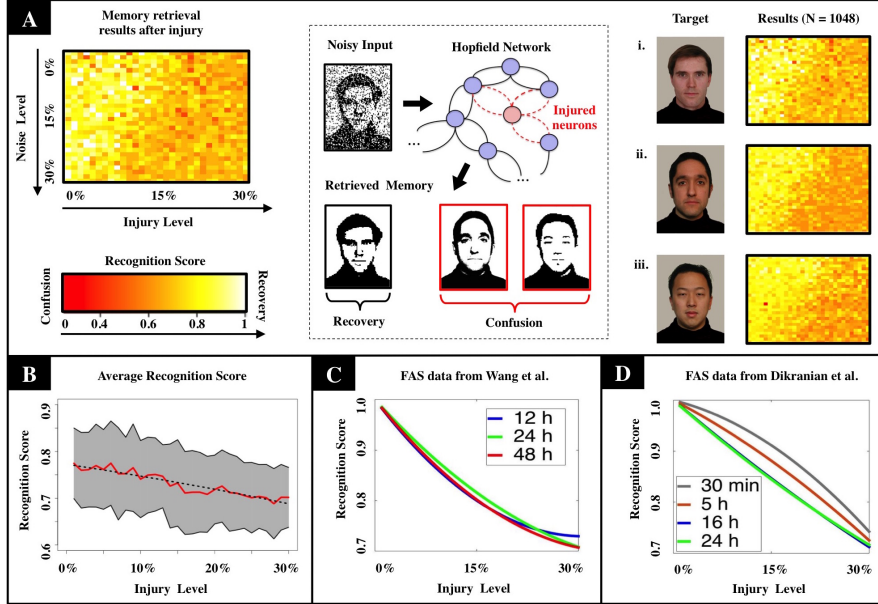 A
Memory retrieval
results after injury
Noise Level
0%
15%
30%
0% 15% 30%
Injury Level
Recognition Score
Confusion
Recovery
0 0.4 0.6 0.8 1
Noisy Input
Hopfield Network
Injured
neurons
...
...
Retrieved Memory
Recovery
Confusion
Target
Results (N = 1048)
i.
ii.
iii.
B
Average Recognition Score
Recognition Score
0.9
0.8
0.7
0.6
0% 10% 20% 30%
Injury Level
C
FAS data from Wang et al.
Recognition Score
1.0
0.9
0.8
0.7
12 h
24 h
48 h
0% 15% 30%
Injury Level
D
FAS data from Dikranian et al.
Recognition Score
1.0
0.9
0.8
0.7
30 min
5 h
16 h
24 h
0% 15% 30%
Injury Level